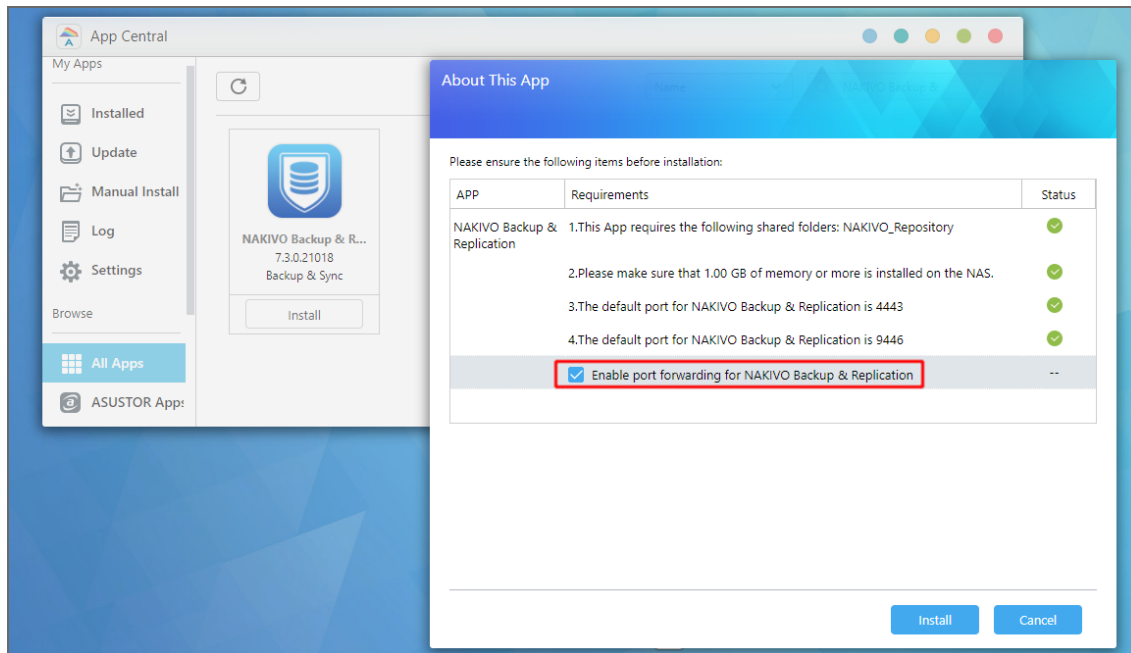 App Central
My Apps
Installed
Update
Manual Install
Log
Settings
Browse
All Apps
ASUSTOR Apps
NAKIVO Backup & R...
7.3.0.21018
Backup & Sync
Install
About This App
Name
NAKIVO Backup &
Please ensure the following items before installation:
APP Requirements Status
NAKIVO Backup & Replication
1.This App requires the following shared folders: NAKIVO_Repository
2.Please make sure that 1.00 GB of memory or more is installed on the NAS.
3.The default port for NAKIVO Backup & Replication is 4443
4.The default port for NAKIVO Backup & Replication is 9446
Enable port forwarding for NAKIVO Backup & Replication --
Install Cancel